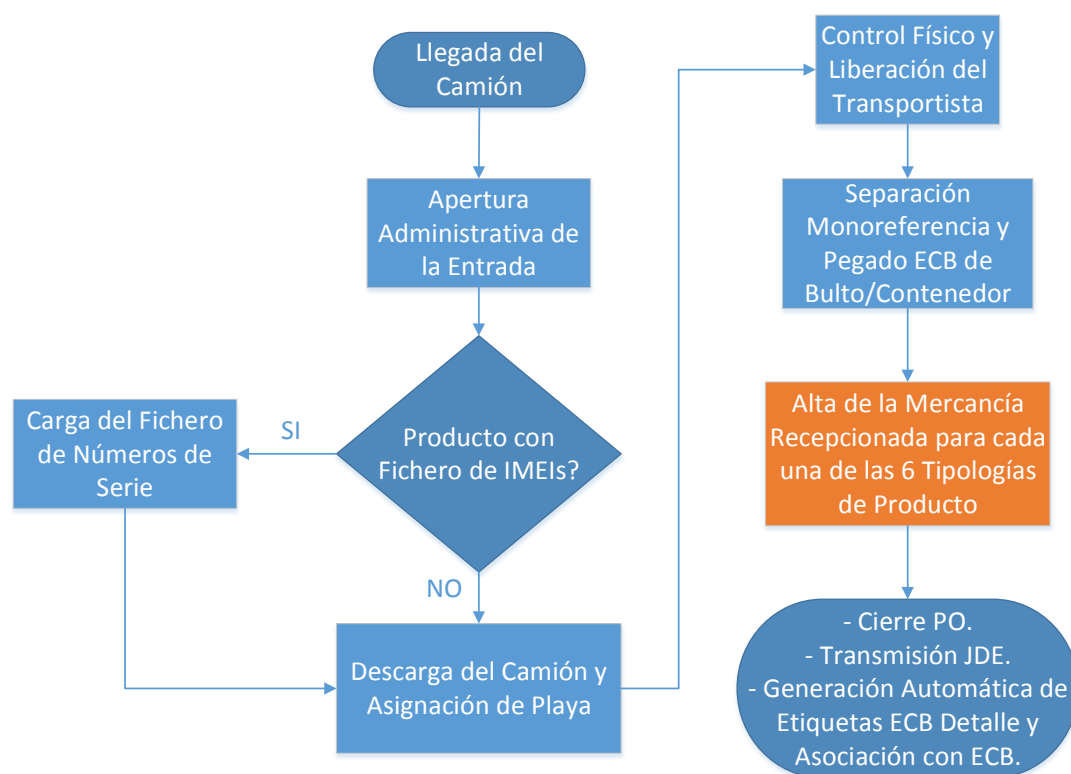 Llegada del
Camión
Apertura
Administrativa de
la Entrada
Producto con
Fichero de IMEIs?
SI
Carga del Fichero
de Números de
Serie
NO
Descarga del Camión y
Asignación de Playa
Control Físico y
Liberación del
Transportista
Separación
Monoreferencia y
Pegado ECB de
Bulto/Contenedor
Alta de la Mercancía
Recepcionada para cada
una de las 6 Tipologías
de Producto
- Cierre PO.
- Transmisión JDE.
- Generación Automática de
Etiquetas ECB Detalle y
Asociación con ECB.